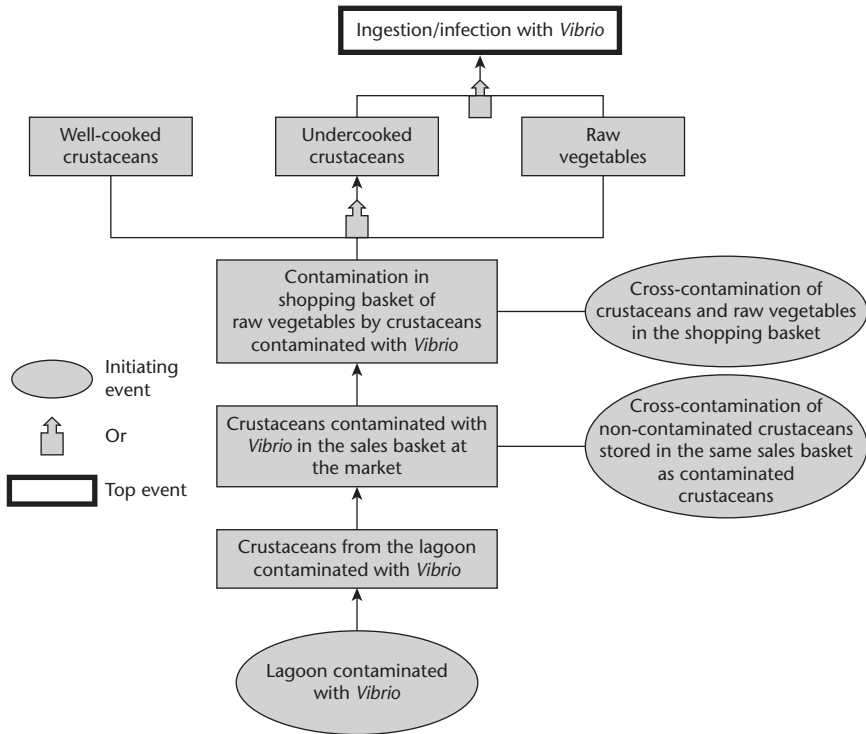 Ingestion/infection with Vibrio
Well-cooked
crustaceans
Undercooked
crustaceans
Raw
vegetables
Contamination in
shopping basket of
raw vegetables by crustaceans
contaminated with Vibrio
Cross-contamination of
crustaceans and raw vegetables
in the shopping basket
Initiating
event
Or
Top event
Crustaceans contaminated with
Vibrio in the sales basket at
the market
Cross-contamination of
non-contaminated crustaceans
stored in the same sales basket
as contaminated
crustaceans
Crustaceans from the lagoon
contaminated with Vibrio
Lagoon contaminated
with Vibrio